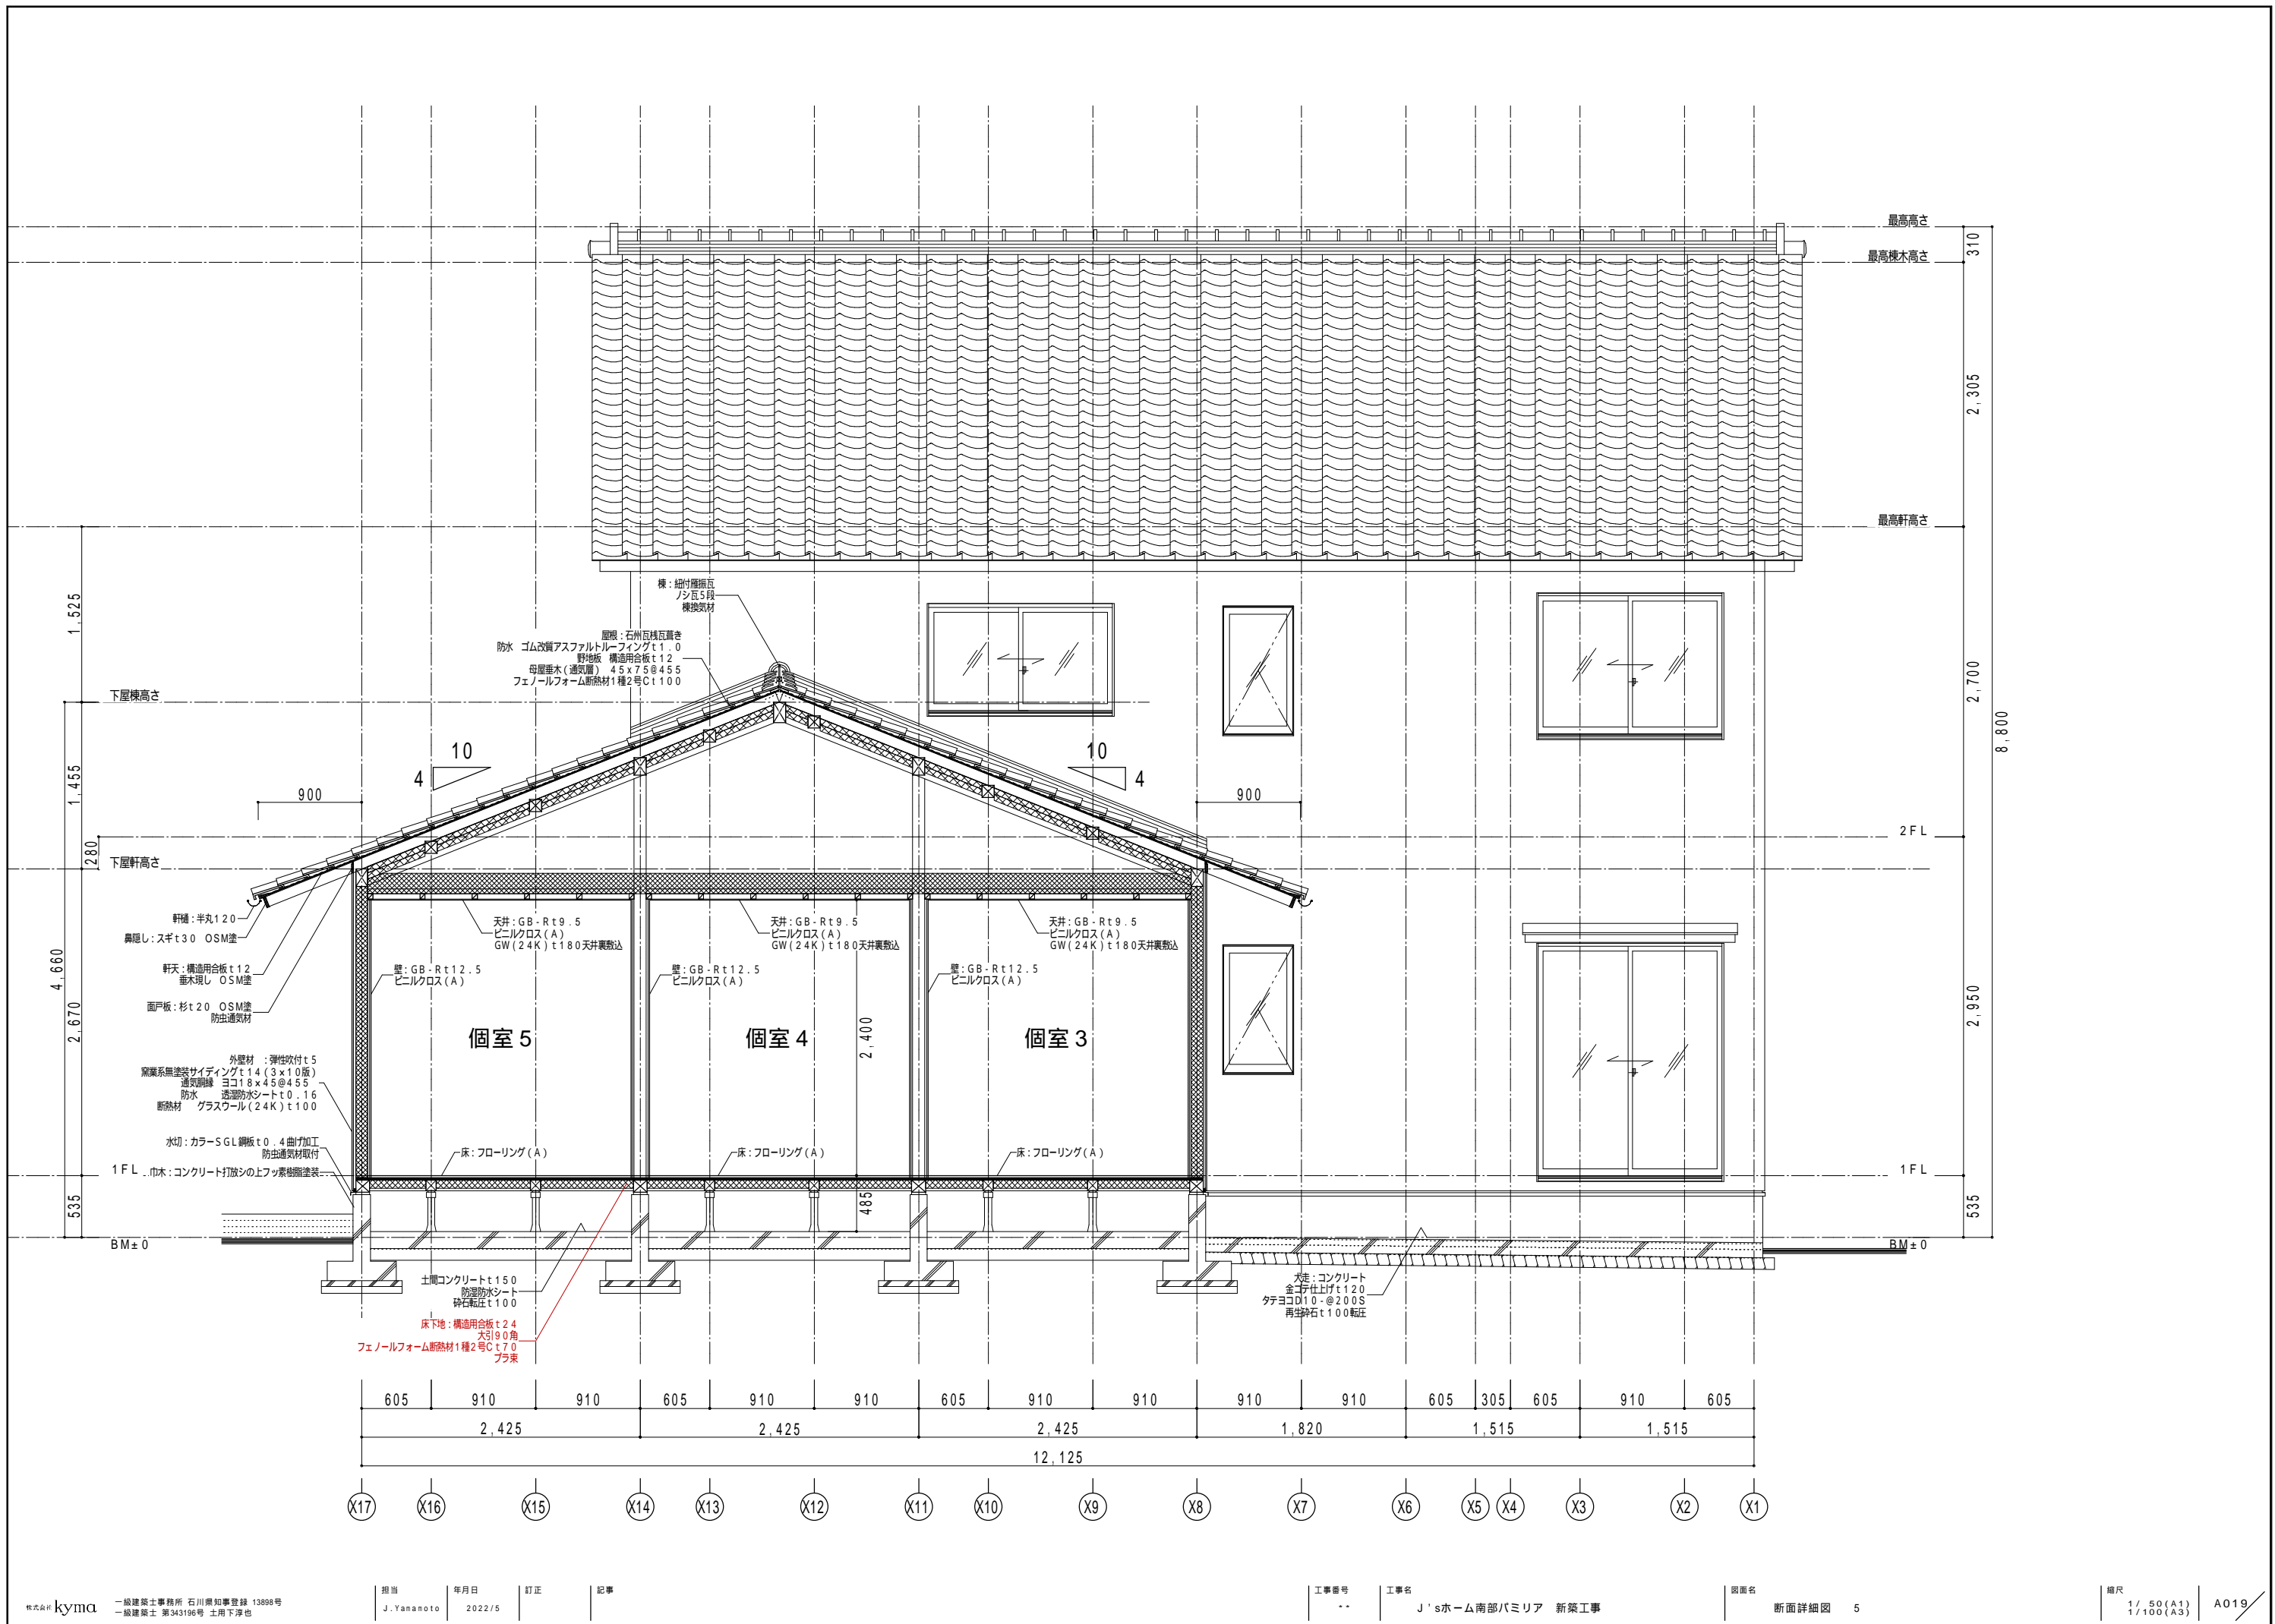 最高高さ
310
最高棟木高さ
2,305
最高軒高さ
1,525
棟：紐付雁振瓦
ノシ瓦5段
棟換気材
屋根：石州瓦桟瓦葺き
防水　ゴム改質アスファルトルーフィングt1.0
野地板　構造用合板t12
母屋垂木(通気層)　45x75@455
フェノールフォーム断熱材1種2号Ct100
2,700
8,800
下屋棟高さ
10
4
10
4
1,455
900
900
2FL
280
下屋軒高さ
軒樋：半丸120
鼻隠し：スギt30　OSM塗
軒天：構造用合板t12
垂木現し　OSM塗
面戸板：杉t20　OSM塗
防虫通気材
4,660
2,670
天井：GB-Rt9.5
ビニルクロス(A)
GW(24K)t180天井裏敷込
天井：GB-Rt9.5
ビニルクロス(A)
GW(24K)t180天井裏敷込
天井：GB-Rt9.5
ビニルクロス(A)
GW(24K)t180天井裏敷込
壁：GB-Rt12.5
ビニルクロス(A)
壁：GB-Rt12.5
ビニルクロス(A)
壁：GB-Rt12.5
ビニルクロス(A)
2,950
個室5
個室4
2,400
個室3
外壁材　：弾性吹付t5
窯業系無塗装サイディングt14(3x10版)
通気胴縁　ヨコ18x45@455
防水　　透湿防水シートt0.16
断熱材　グラスウール(24K)t100
水切：カラーSGL鋼板t0.4曲げ加工
防虫通気材取付
床：フローリング(A)
床：フローリング(A)
床：フローリング(A)
1FL
巾木：コンクリート打放シの上フッ素樹脂塗装
1FL
535
485
535
BM±0
BM±0
土間コンクリートt150
防湿防水シート
砕石転圧t100
床下地：構造用合板t24
大引90角
フェノールフォーム断熱材1種2号Ct70
プラ束
犬走：コンクリート
金コテ仕上げt120
タテヨコD10-@200S
再生砕石t100転圧
605 910 910 605 910 910 605 910 910 910 910 605 305 605 910 605
2,425 2,425 2,425 1,820 1,515 1,515
12,125
X17 X16 X15 X14 X13 X12 X11 X10 X9 X8 X7 X6 X5 X4 X3 X2 X1
株式会社 kyma
一級建築士事務所 石川県知事登録 13898号
一級建築士 第343196号 土用下淳也
担当
J.Yanamoto
年月日
2022/5
訂正
記事
工事番号
--
工事名
J'sホーム南部パミリア　新築工事
図面名
断面詳細図　5
縮尺
1/ 50(A1)
1/100(A3)
A019